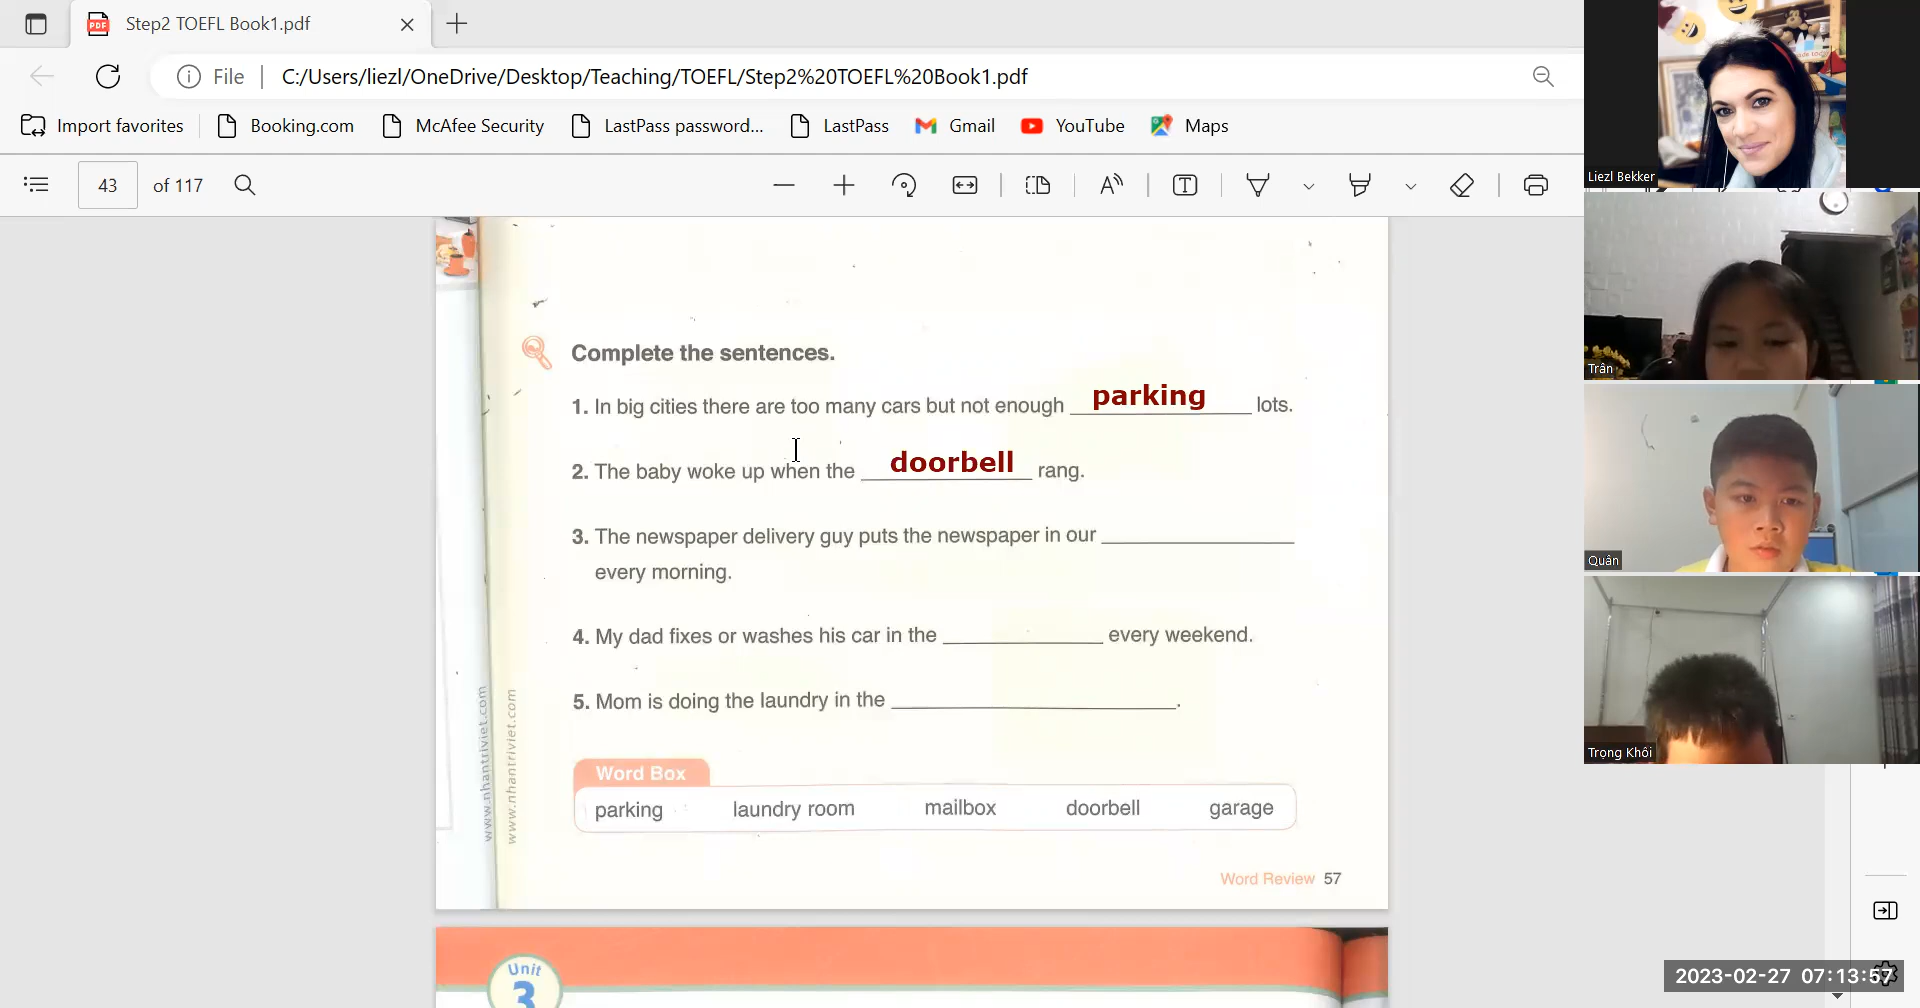 Step2 TOEFL Book1.pdf
File
C:/Users/liezl/OneDrive/Desktop/Teaching/TOEFL/Step2%20TOEFL%20Book1.pdf
Import favorites
Booking.com
McAfee Security
LastPass password...
LastPass
Gmail
YouTube
Maps
43 of 117
Complete the sentences.
1. In big cities there are too many cars but not enough parking lots.
2. The baby woke up when the doorbell rang.
3. The newspaper delivery guy puts the newspaper in our ________
every morning.
4. My dad fixes or washes his car in the ________ every weekend.
5. Mom is doing the laundry in the ________.
Word Box
parking laundry room mailbox doorbell garage
www.nhantriviet.com
www.nhantriviet.com
Word Review 57
Unit
3
Liezl Bekker
Trân
Quân
Trọng Khôi
2023-02-27 07:13:57